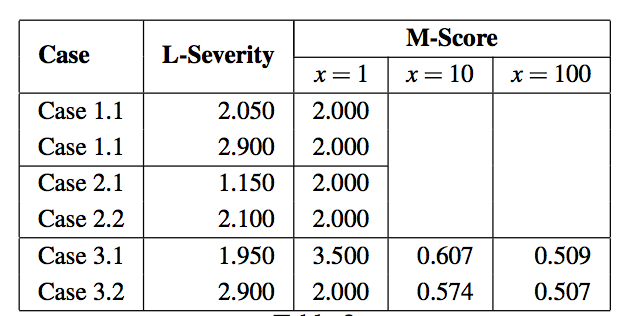 Case L-Severity M-Score
x = 1 x = 10 x = 100
Case 1.1 2.050 2.000
Case 1.1 2.900 2.000
Case 2.1 1.150 2.000
Case 2.2 2.100 2.000
Case 3.1 1.950 3.500 0.607 0.509
Case 3.2 2.900 2.000 0.574 0.507